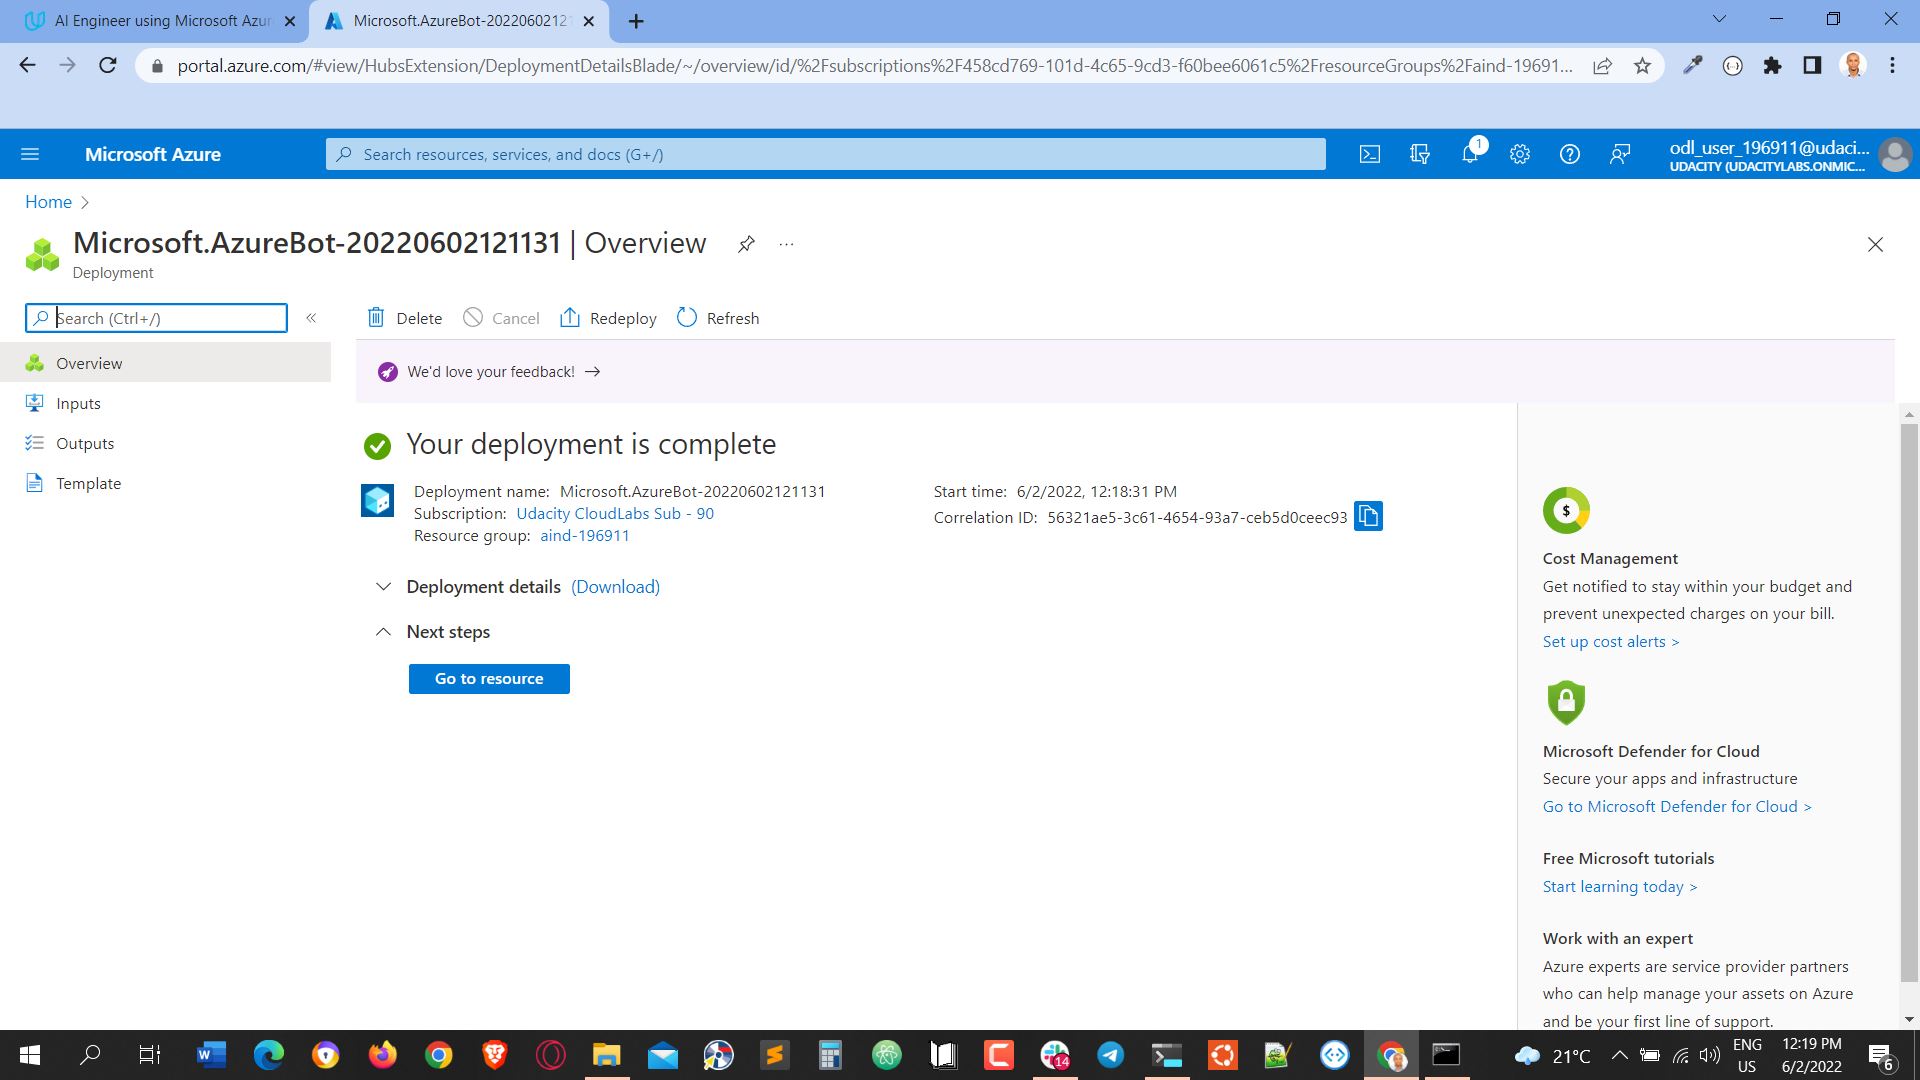 AI Engineer using Microsoft Azur
Microsoft.AzureBot-2022060212
portal.azure.com/#view/HubsExtension/DeploymentDetailsBlade/~/overview/id/%2Fsubscriptions%2F458cd769-101d-4c65-9cd3-f60bee6061c5%2FresourceGroups%2Faind-19691...
Microsoft Azure
Search resources, services, and docs (G+/)
1
odl_user_196911@udaci...
UDACITY (UDACITYLABS.ONMIC...
Home
Microsoft.AzureBot-20220602121131 | Overview
...
Deployment
Search (Ctrl+/)
«
Delete
Cancel
Redeploy
Refresh
Overview
Inputs
Outputs
Template
We'd love your feedback! →
Your deployment is complete
Deployment name: Microsoft.AzureBot-20220602121131
Subscription: Udacity CloudLabs Sub - 90
Resource group: aind-196911
Start time: 6/2/2022, 12:18:31 PM
Correlation ID: 56321ae5-3c61-4654-93a7-ceb5d0ceec93
Deployment details (Download)
Next steps
Go to resource
$
Cost Management
Get notified to stay within your budget and
prevent unexpected charges on your bill.
Set up cost alerts >
Microsoft Defender for Cloud
Secure your apps and infrastructure
Go to Microsoft Defender for Cloud >
Free Microsoft tutorials
Start learning today >
Work with an expert
Azure experts are service provider partners
who can help manage your assets on Azure
and be your first line of support.
14
21°C
ENG
US
12:19 PM
6/2/2022
6